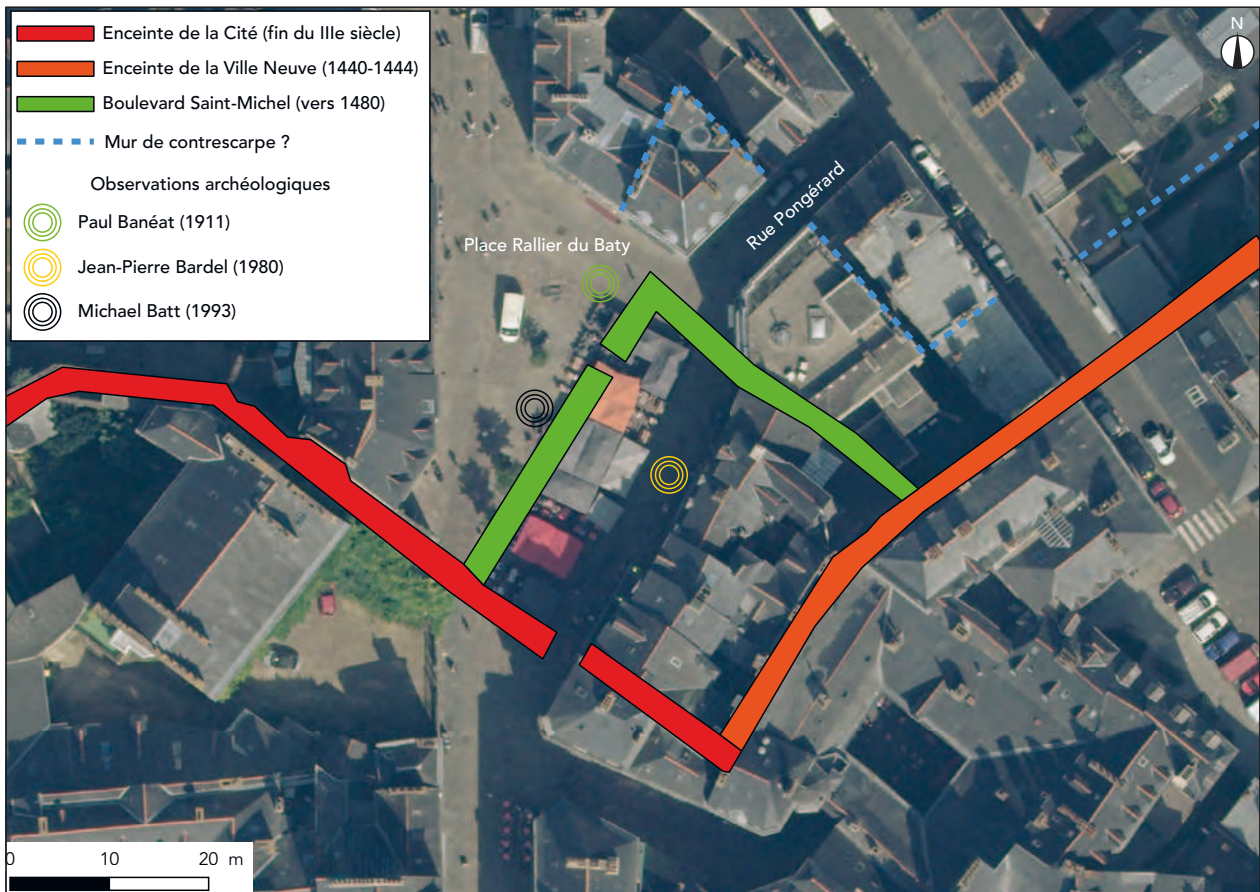 Enceinte de la Cité (fin du IIIe siècle)
Enceinte de la Ville Neuve (1440-1444)
Boulevard Saint-Michel (vers 1480)
Mur de contrescarpe ?
Observations archéologiques
Paul Banéat (1911)
Jean-Pierre Bardel (1980)
Michael Batt (1993)
N
Rue Pongérard
Place Rallier du Baty
0 10 20 m